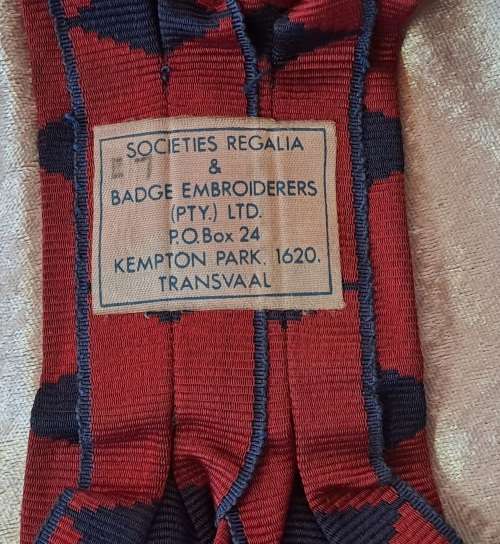 SOCIETIES REGALIA
&
BADGE EMBROIDERERS
(PTY.) LTD.
P.O. Box 24
KEMPTON PARK. 1620.
TRANSVAAL